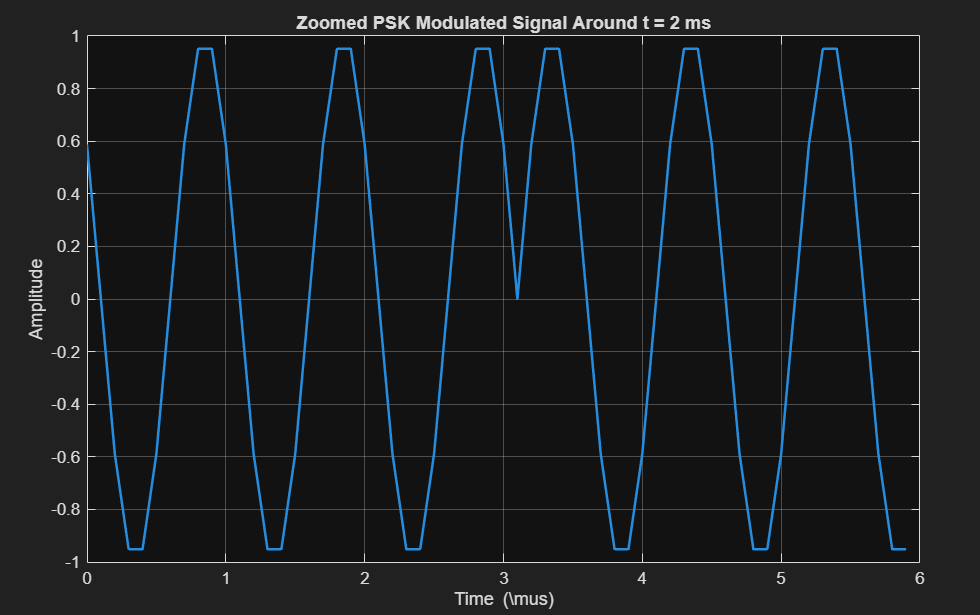 Zoomed PSK Modulated Signal Around t = 2 ms
1
0.8
0.6
0.4
0.2
0
-0.2
-0.4
-0.6
-0.8
-1
Amplitude
0 1 2 3 4 5 6
Time (\mus)